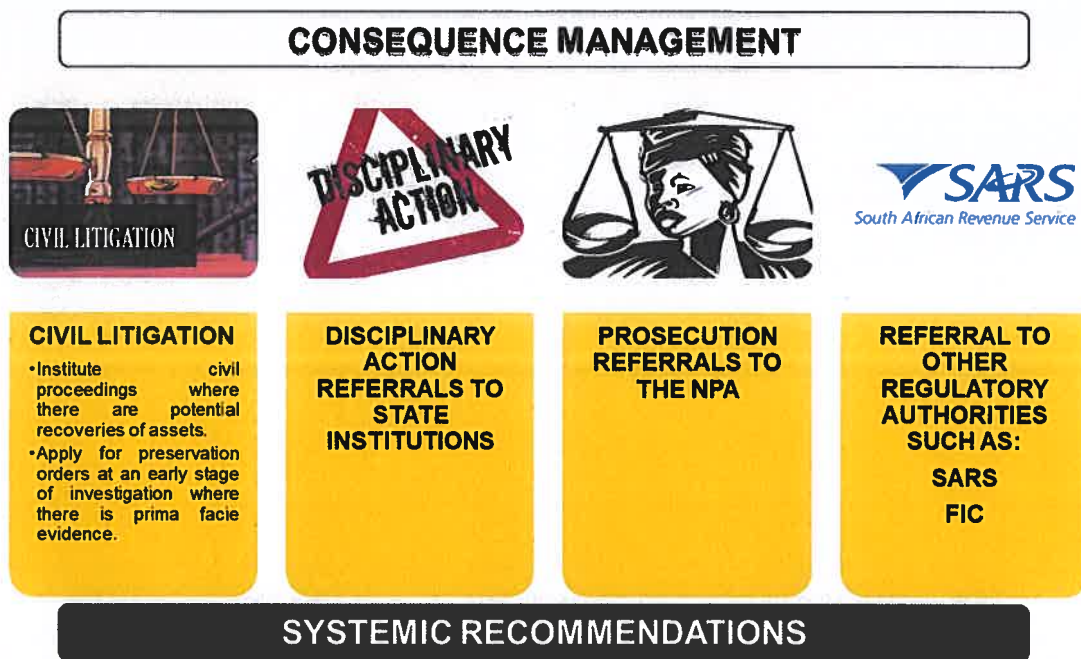 CONSEQUENCE MANAGEMENT
CIVIL LITIGATION
DISCIPLINARY
ACTION
SARS
South African Revenue Service
CIVIL LITIGATION
•Institute civil
proceedings where
there are potential
recoveries of assets.
•Apply for preservation
orders at an early stage
of investigation where
there is prima facie
evidence.
DISCIPLINARY
ACTION
REFERRALS TO
STATE
INSTITUTIONS
PROSECUTION
REFERRALS TO
THE NPA
REFERRAL TO
OTHER
REGULATORY
AUTHORITIES
SUCH AS:
SARS
FIC
SYSTEMIC RECOMMENDATIONS